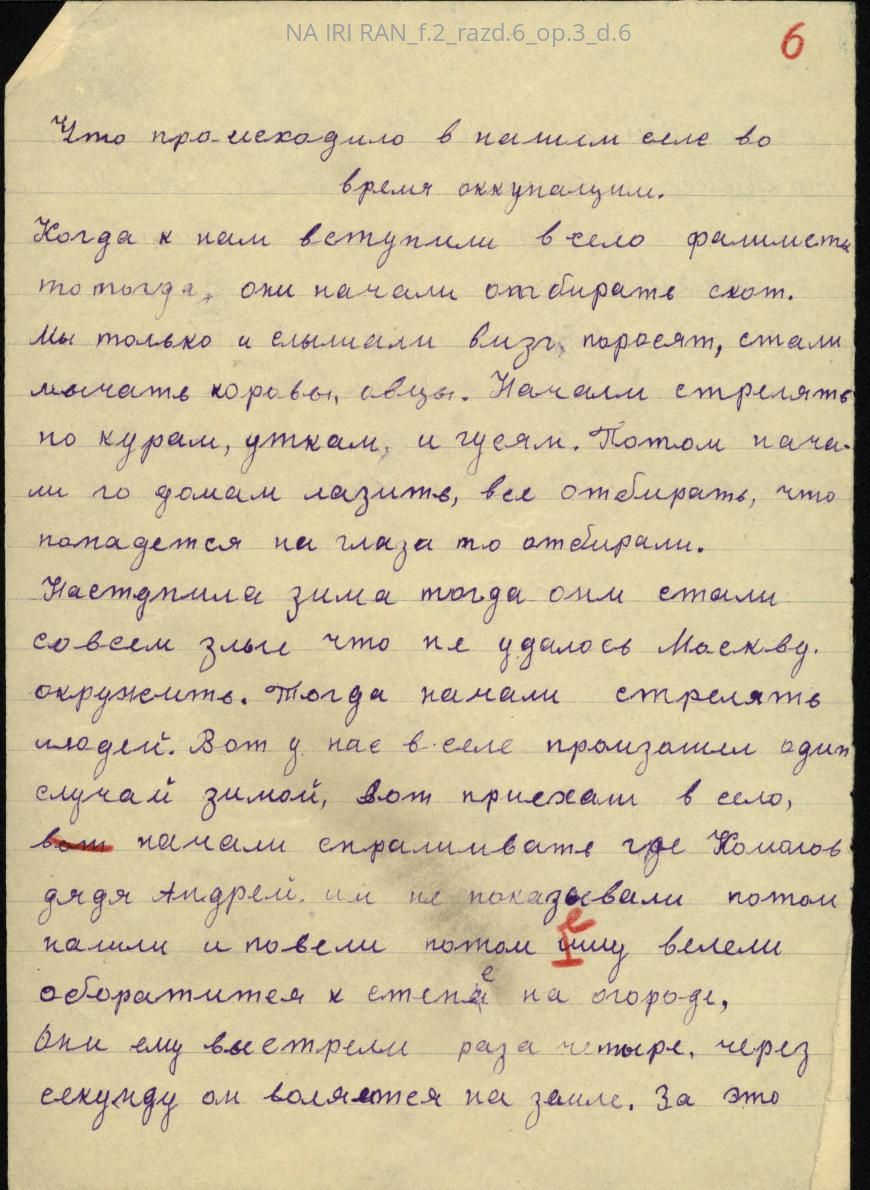 NA IRI RAN_f.2_razd.6_op.3_d.6
6
Что происходило в нашем селе во
время оккупации.
Когда к нам вступили в село фашисты
то тогда, они начали отбирать скот.
Мы только и слышали визг, поросят, стали
мычать коровы, овцы. Начали стрелять
по курам, уткам, и гусям. Потом нача-
ли по домам лазить, все отбирать, что
попадется на глаза то отбирали.
Наступила зима тогда они стали
совсем злые что не удалось Москву.
окружить. Тогда начали стрелять
людей. Вот у нас в селе произашел один
случай зимой, вот приехали в село,
вот начали спрашивать где
дядя Андрей. им не показывали потом
нашли и повели потом ему велели
оборатится к стене на огороде,
Они ему выстрели раза четыре. через
секунду он воляется на земле. За это